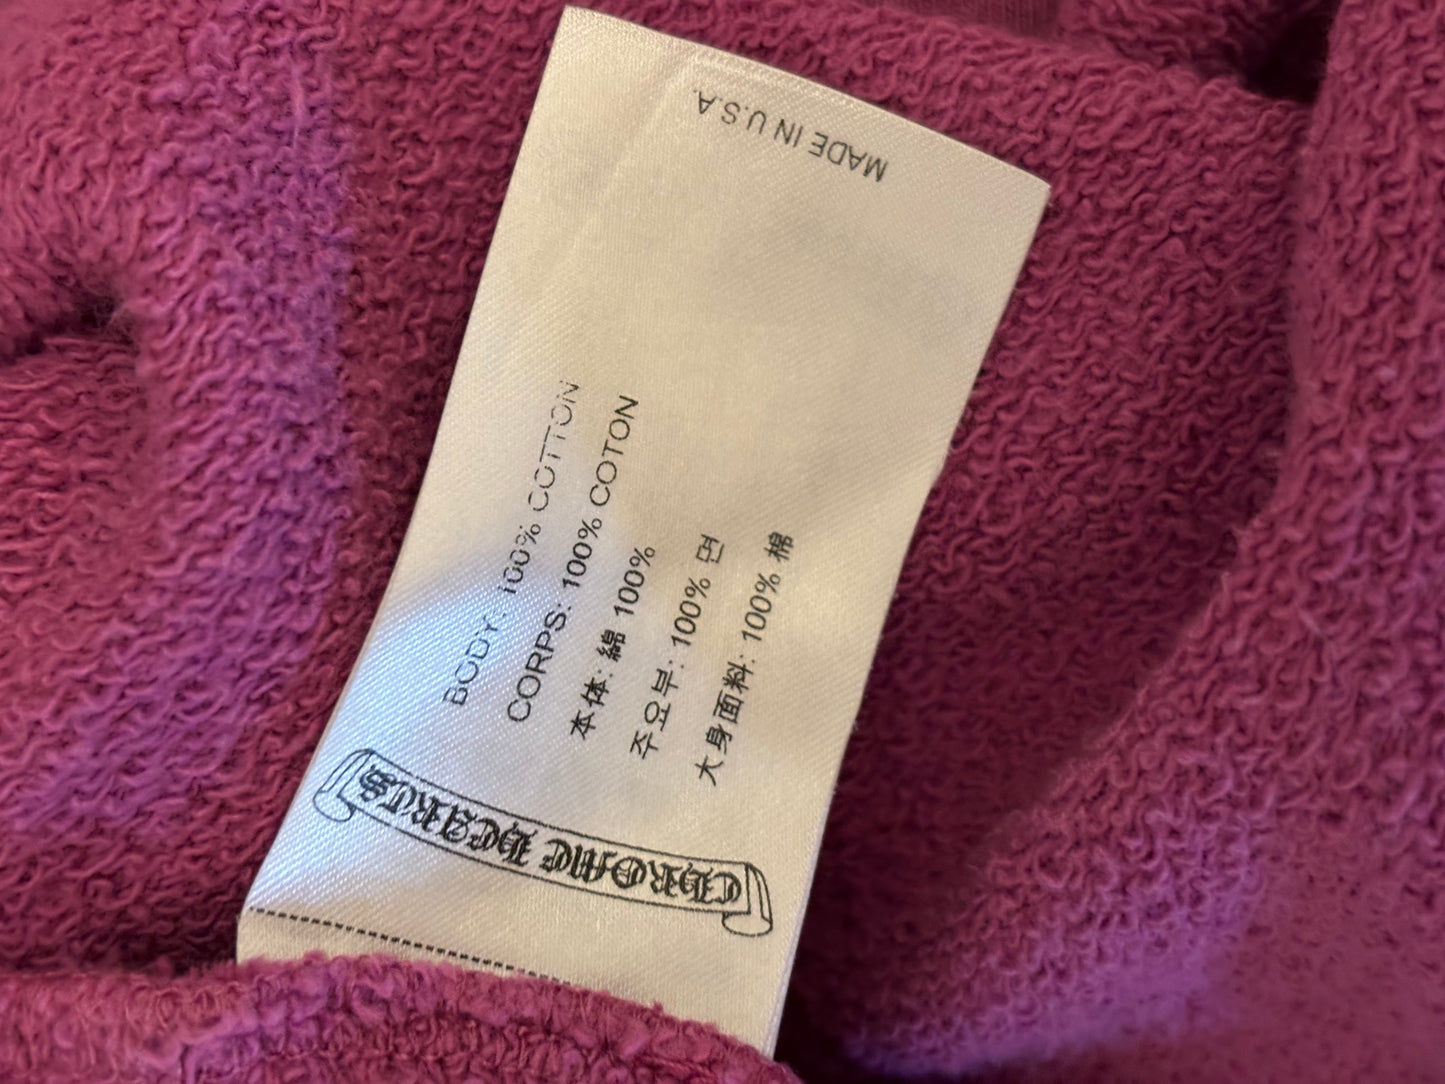 CHROME HEARTS
BODY: 100% COTTON
CORPS: 100% COTON
本体: 綿 100%
주요부: 100% 면
大身面料: 100% 棉
MADE IN U.S.A.